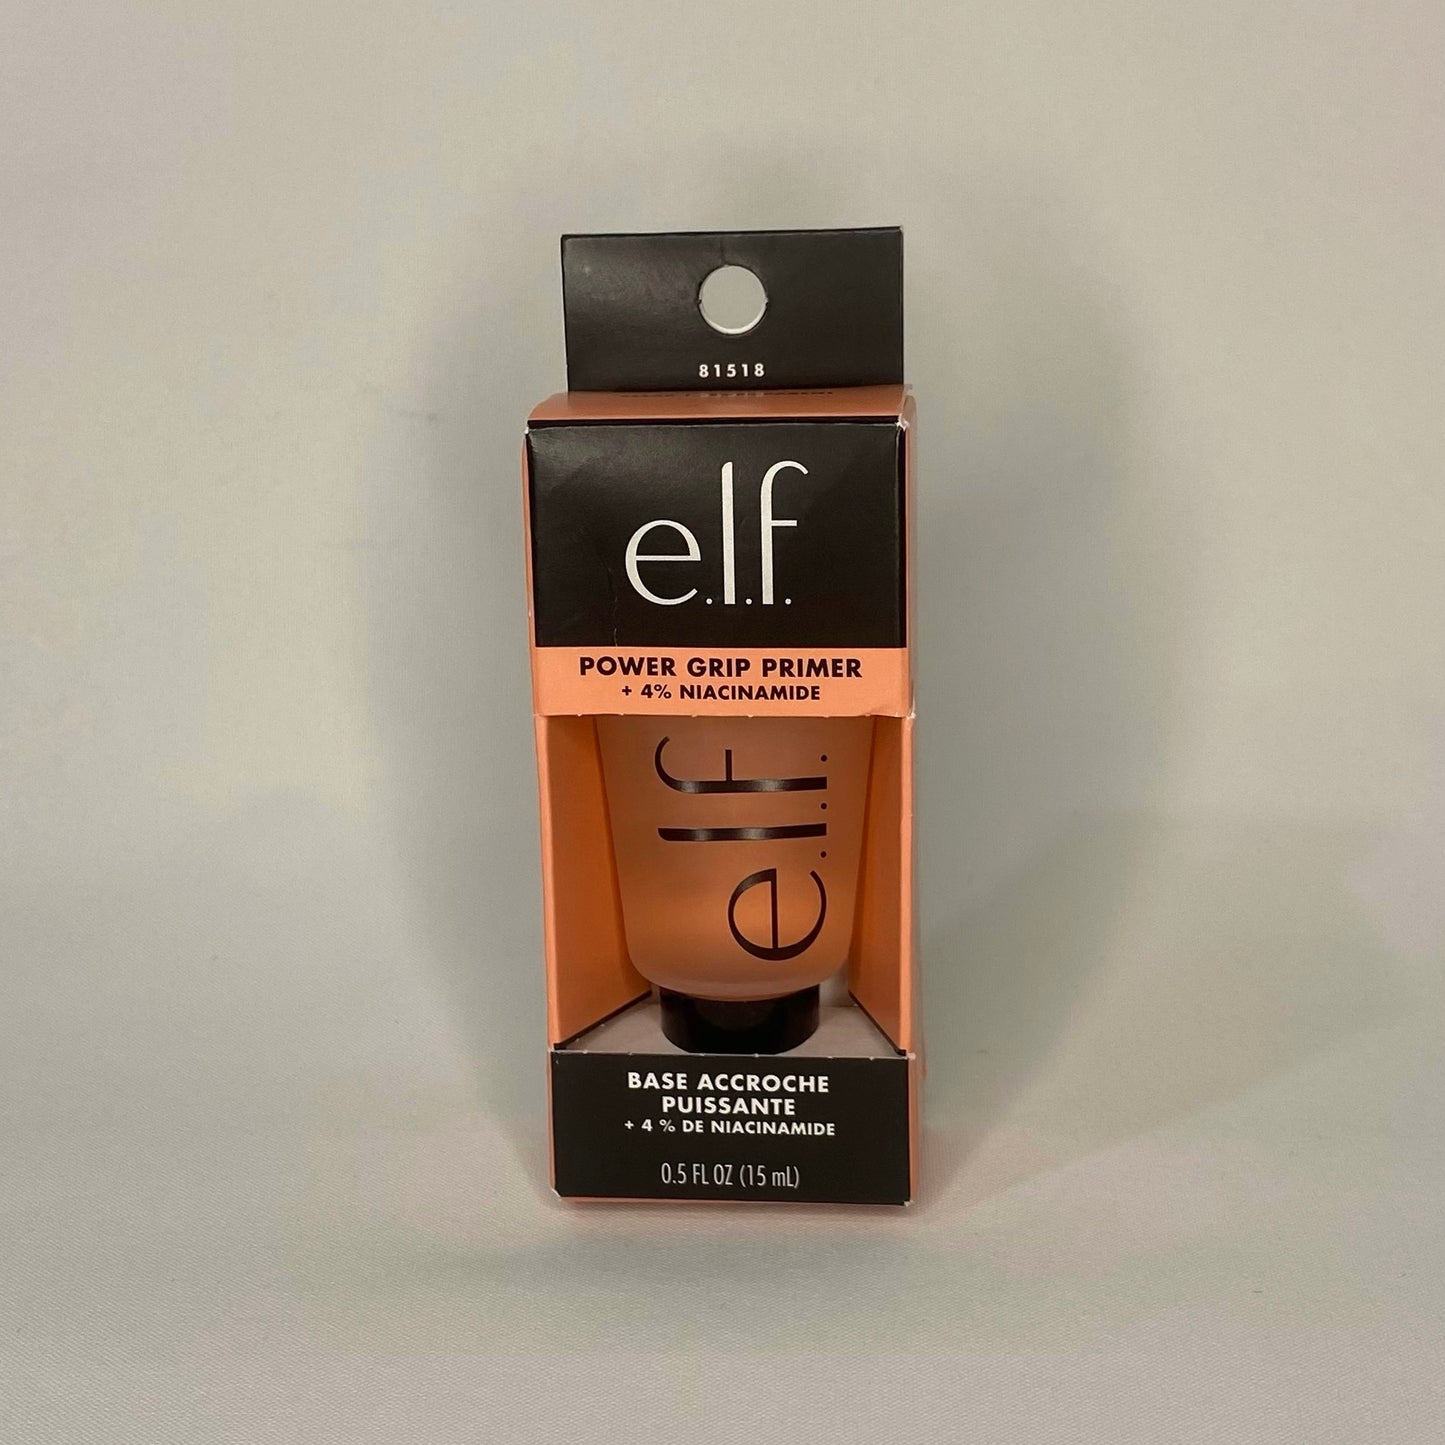 81518
e.l.f.
POWER GRIP PRIMER
+ 4% NIACINAMIDE
e.l.f.
BASE ACCROCHE
PUISSANTE
+ 4 % DE NIACINAMIDE
0.5 FL OZ (15 mL)